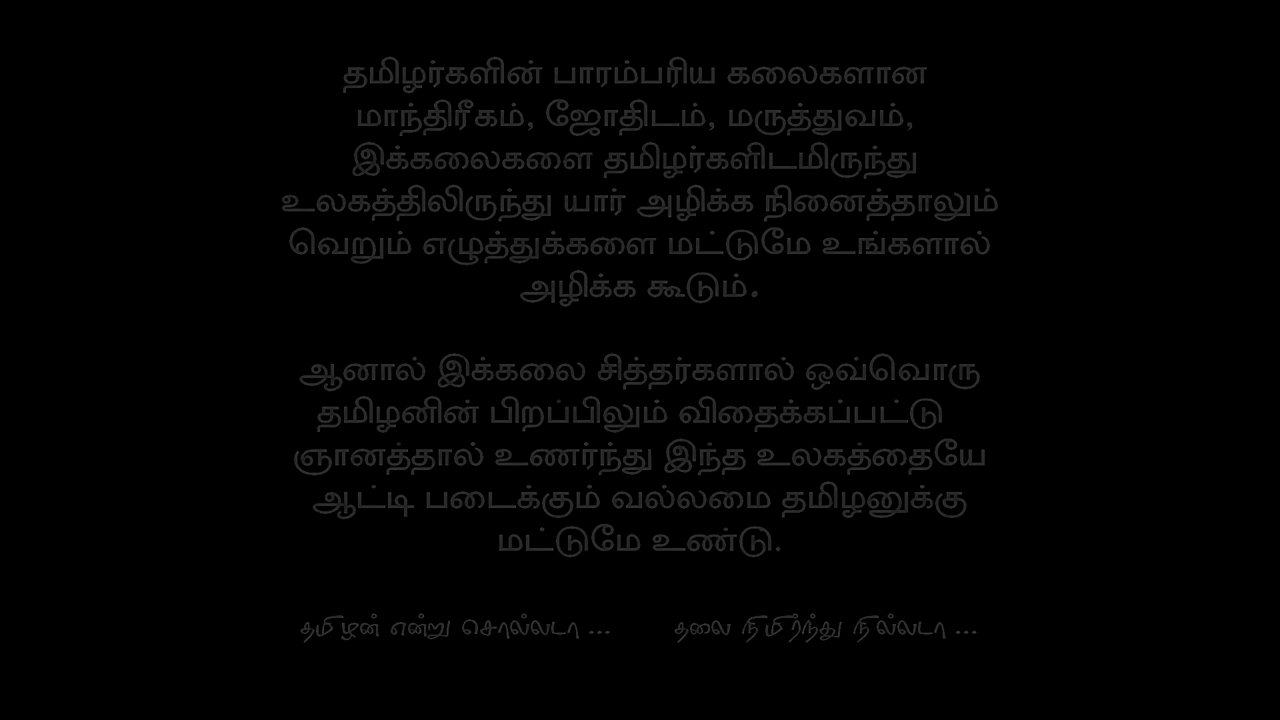 தமிழர்களின் பாரம்பரிய கலைகளான
மாந்திரீகம், ஜோதிடம், மருத்துவம்,
இக்கலைகளை தமிழர்களிடமிருந்து
உலகத்திலிருந்து யார் அழிக்க நினைத்தாலும்
வெறும் எழுத்துக்களை மட்டுமே உங்களால்
அழிக்க கூடும்.
ஆனால் இக்கலை சித்தர்களால் ஒவ்வொரு
தமிழனின் பிறப்பிலும் விதைக்கப்பட்டு
ஞானத்தால் உணர்ந்து இந்த உலகத்தையே
ஆட்டி படைக்கும் வல்லமை தமிழனுக்கு
மட்டுமே உண்டு.
தமிழன் என்று சொல்லடா ... தலை நிமிர்ந்து நில்லடா ...